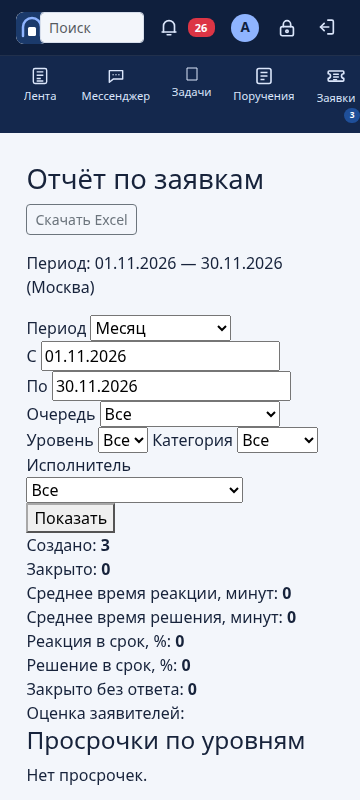 Поиск
26
A
Лента
Мессенджер
Задачи
Поручения
Заявки
3
Отчёт по заявкам
Скачать Excel
Период: 01.11.2026 — 30.11.2026
(Москва)
Период Месяц
С 01.11.2026
По 30.11.2026
Очередь Все
Уровень Все Категория Все
Исполнитель
Все
Показать
Создано: 3
Закрыто: 0
Среднее время реакции, минут: 0
Среднее время решения, минут: 0
Реакция в срок, %: 0
Решение в срок, %: 0
Закрыто без ответа: 0
Оценка заявителей:
Просрочки по уровням
Нет просрочек.